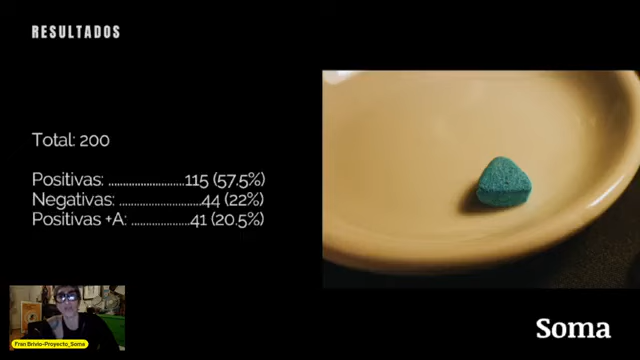 RESULTADOS
Total: 200
Positivas: ..........................115 (57.5%)
Negativas: ............................44 (22%)
Positivas +A: ....................41 (20.5%)
Fran Brivio-Proyecto_Soma
Soma